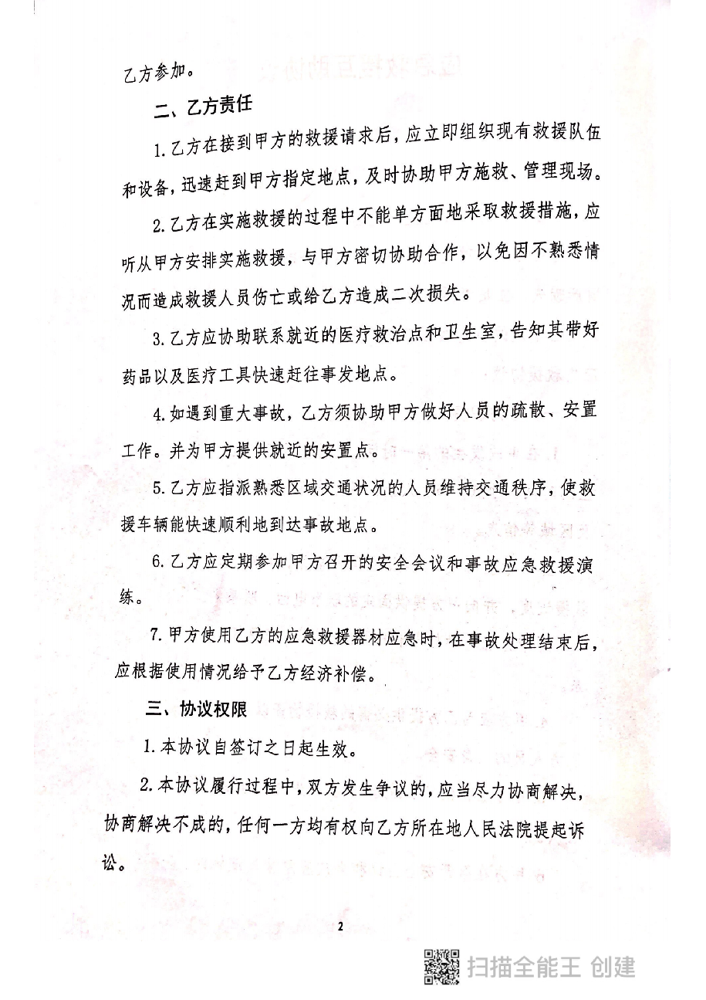 乙方参加。
二、乙方责任
1.乙方在接到甲方的救援请求后，应立即组织现有救援队伍
和设备，迅速赶到甲方指定地点，及时协助甲方施救、管理现场。
2.乙方在实施救援的过程中不能单方面地采取救援措施，应
听从甲方安排实施救援，与甲方密切协助合作，以免因不熟悉情
况而造成救援人员伤亡或给乙方造成二次损失。
3.乙方应协助联系就近的医疗救治点和卫生室，告知其带好
药品以及医疗工具快速赶往事发地点。
4.如遇到重大事故，乙方须协助甲方做好人员的疏散、安置
工作。并为甲方提供就近的安置点。
5.乙方应指派熟悉区域交通状况的人员维持交通秩序，使救
援车辆能快速顺利地到达事故地点。
6.乙方应定期参加甲方召开的安全会议和事故应急救援演
练。
7.甲方使用乙方的应急救援器材应急时，在事故处理结束后，
应根据使用情况给予乙方经济补偿。
三、协议权限
1.本协议自签订之日起生效。
2.本协议履行过程中，双方发生争议的，应当尽力协商解决，
协商解决不成的，任何一方均有权向乙方所在地人民法院提起诉
讼。
2
扫描全能王 创建